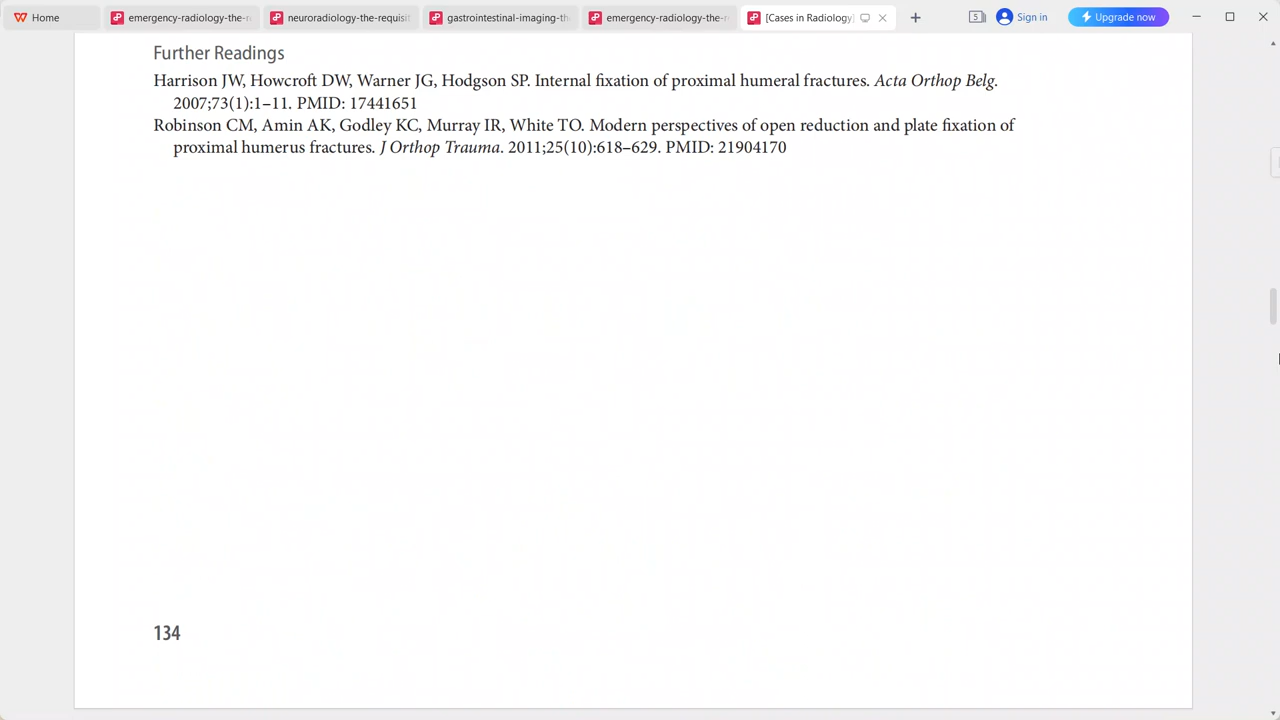 Home
emergency-radiology-the-r
neuroradiology-the-requisit
gastrointestinal-imaging-th
emergency-radiology-the-r
[Cases in Radiology]
5
Sign in
Upgrade now
Further Readings
Harrison JW, Howcroft DW, Warner JG, Hodgson SP. Internal fixation of proximal humeral fractures. Acta Orthop Belg.
2007;73(1):1–11. PMID: 17441651
Robinson CM, Amin AK, Godley KC, Murray IR, White TO. Modern perspectives of open reduction and plate fixation of
proximal humerus fractures. J Orthop Trauma. 2011;25(10):618–629. PMID: 21904170
134